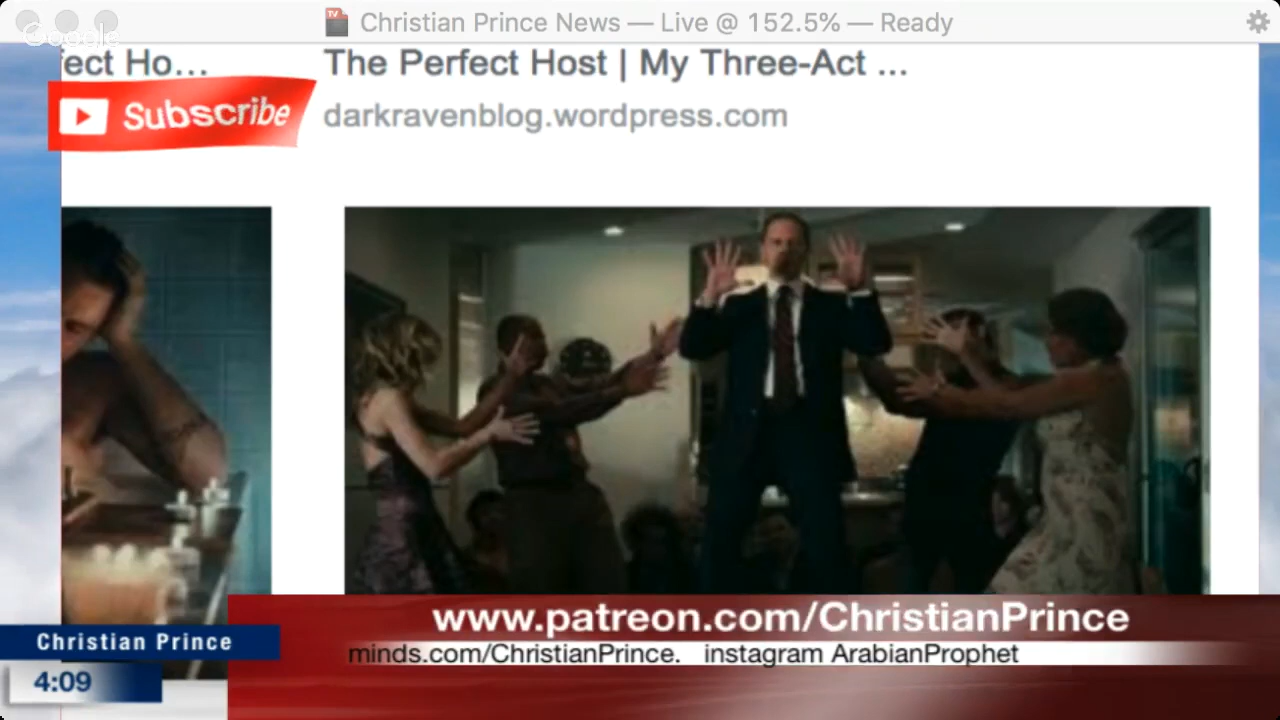 Christian Prince News — Live @ 152.5% — Ready
Google
fect Ho...
The Perfect Host | My Three-Act ...
Subscribe
darkravenblog.wordpress.com
www.patreon.com/ChristianPrince
Christian Prince
minds.com/ChristianPrince. instagram ArabianProphet
4:09